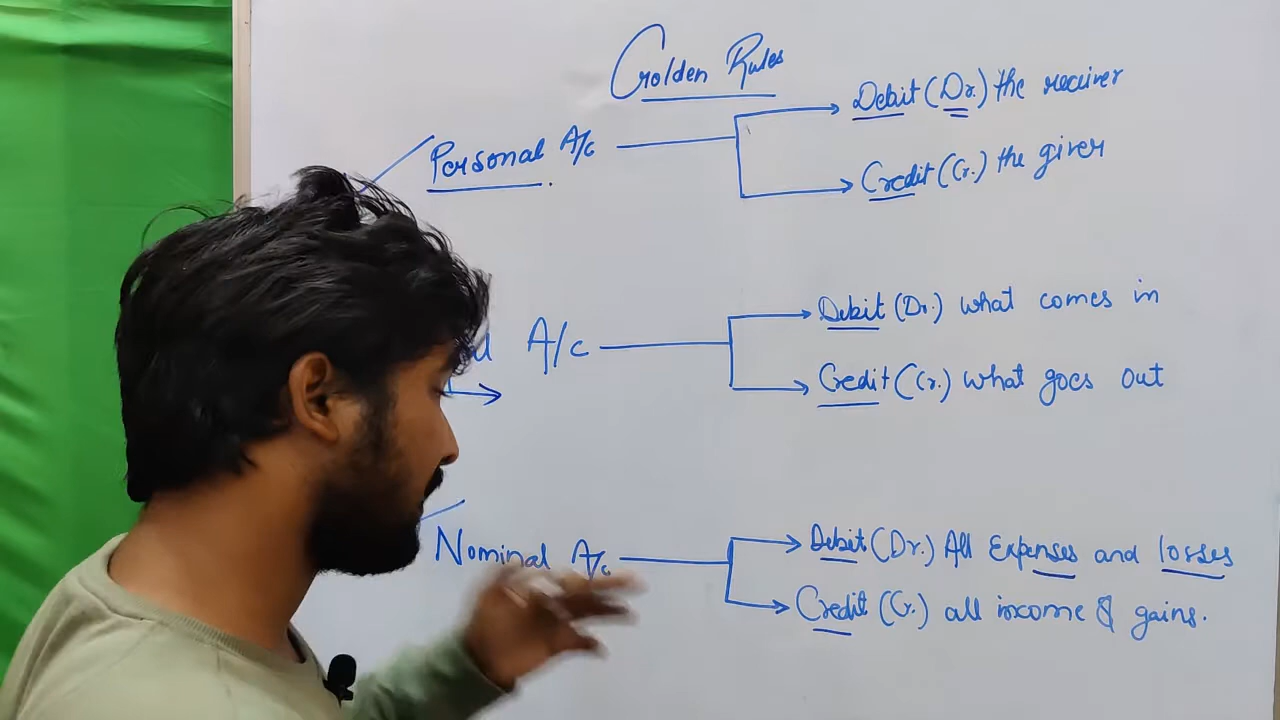 Golden Rules
Debit (Dr.) the reciver
Personal A/c
Credit (Cr.) the giver
Debit (Dr.) what comes in
A/c
Credit (Cr.) what goes out
Debit (Dr.) All Expenses and losses
Nominal A/c
Credit (Cr.) all income & gains.